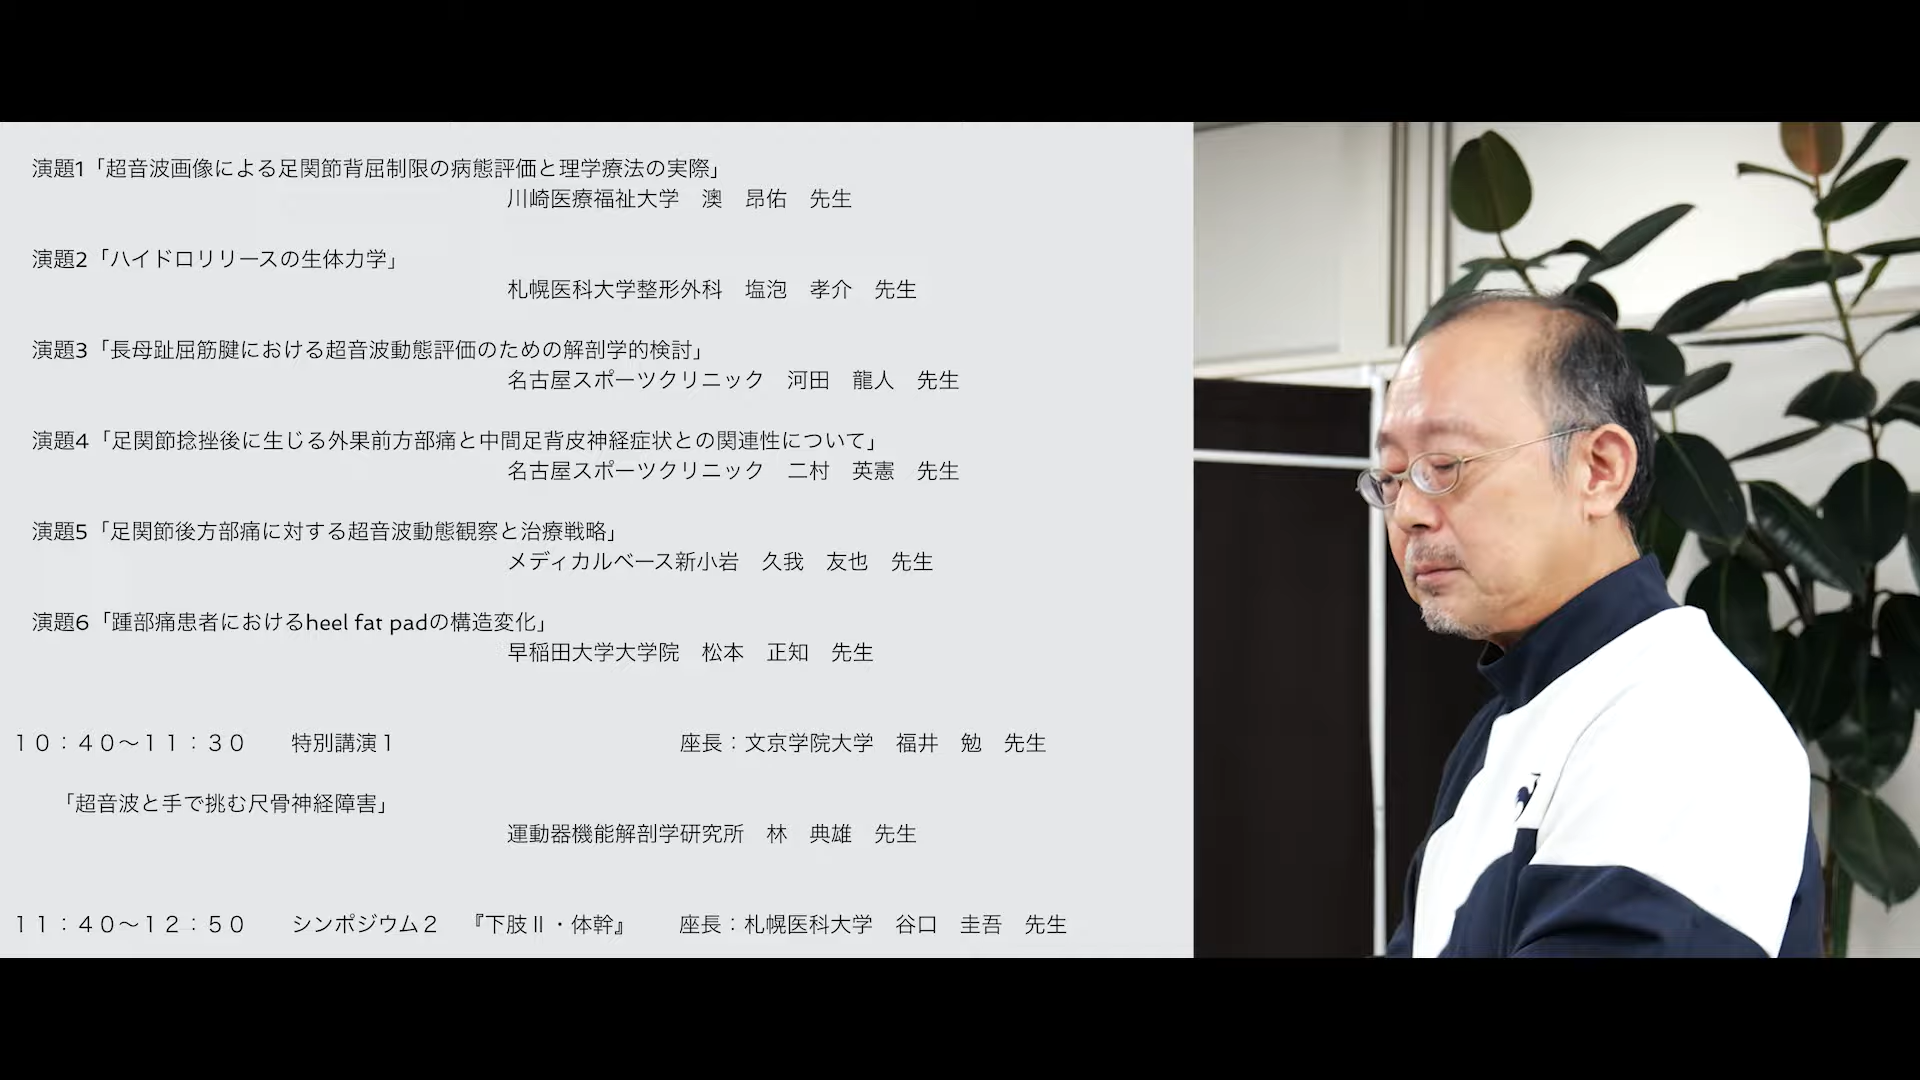 演題1「超音波画像による足関節背屈制限の病態評価と理学療法の実際」
川崎医療福祉大学　澳　昂佑　先生
演題2「ハイドロリリースの生体力学」
札幌医科大学整形外科　塩泡　孝介　先生
演題3「長母趾屈筋腱における超音波動態評価のための解剖学的検討」
名古屋スポーツクリニック　河田　龍人　先生
演題4「足関節捻挫後に生じる外果前方部痛と中間足背皮神経症状との関連性について」
名古屋スポーツクリニック　二村　英憲　先生
演題5「足関節後方部痛に対する超音波動態観察と治療戦略」
メディカルベース新小岩　久我　友也　先生
演題6「踵部痛患者におけるheel fat padの構造変化」
早稲田大学大学院　松本　正知　先生
１０：４０〜１１：３０　　特別講演１　　座長：文京学院大学　福井　勉　先生
「超音波と手で挑む尺骨神経障害」
運動器機能解剖学研究所　林　典雄　先生
１１：４０〜１２：５０　　シンポジウム２　『下肢Ⅱ・体幹』　　座長：札幌医科大学　谷口　圭吾　先生